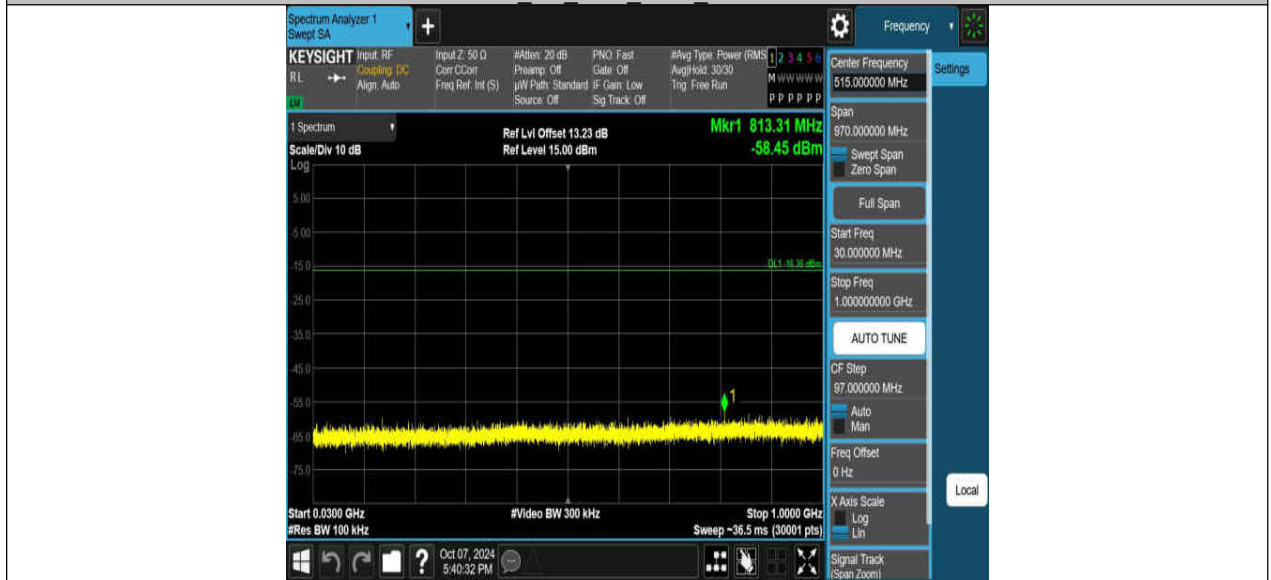 Spectrum Analyzer 1
Swept SA
+
Frequency
KEYSIGHT
RL
LM
Input: RF
Coupling: DC
Align: Auto
Input Z: 50 Ω
Corr CCorr
Freq Ref: Int (S)
#Atten: 20 dB
Preamp: Off
µW Path: Standard
Source: Off
PNO: Fast
Gate: Off
IF Gain: Low
Sig Track: Off
#Avg Type: Power (RMS
Avg|Hold: 30/30
Trig: Free Run
1 2 3 4 5 6
M W W W W W
P P P P P P
1 Spectrum
Scale/Div 10 dB
Log
Ref Lvl Offset 13.23 dB
Ref Level 15.00 dBm
Mkr1 813.31 MHz
-58.45 dBm
5.00
-5.00
-15.0
-25.0
-35.0
-45.0
-55.0
-65.0
-75.0
DL1 -16.36 dBm
1
Start 0.0300 GHz
#Res BW 100 kHz
#Video BW 300 kHz
Stop 1.0000 GHz
Sweep ~36.5 ms (30001 pts)
?
Oct 07, 2024
5:40:32 PM
Center Frequency
515.000000 MHz
Span
970.000000 MHz
Swept Span
Zero Span
Full Span
Start Freq
30.000000 MHz
Stop Freq
1.000000000 GHz
AUTO TUNE
CF Step
97.000000 MHz
Auto
Man
Freq Offset
0 Hz
X Axis Scale
Log
Lin
Signal Track
(Span Zoom)
Settings
Local